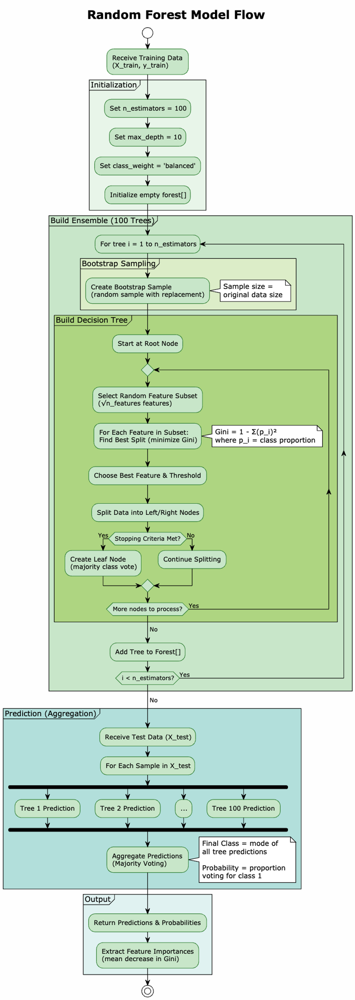 Random Forest Model Flow
Receive Training Data
(X_train, y_train)
Initialization
Set n_estimators = 100
Set max_depth = 10
Set class_weight = 'balanced'
Initialize empty forest[]
Build Ensemble (100 Trees)
For tree i = 1 to n_estimators
Bootstrap Sampling
Create Bootstrap Sample
(random sample with replacement)
Sample size =
original data size
Build Decision Tree
Start at Root Node
Select Random Feature Subset
(√n_features features)
For Each Feature in Subset:
Find Best Split (minimize Gini)
Gini = 1 - Σ(p_i)²
where p_i = class proportion
Choose Best Feature & Threshold
Split Data into Left/Right Nodes
Yes
Stopping Criteria Met?
No
Create Leaf Node
(majority class vote)
Continue Splitting
More nodes to process?
Yes
No
Add Tree to Forest[]
i < n_estimators?
Yes
No
Prediction (Aggregation)
Receive Test Data (X_test)
For Each Sample in X_test
Tree 1 Prediction
Tree 2 Prediction
...
Tree 100 Prediction
Aggregate Predictions
(Majority Voting)
Final Class = mode of
all tree predictions
Probability = proportion
voting for class 1
Output
Return Predictions & Probabilities
Extract Feature Importances
(mean decrease in Gini)